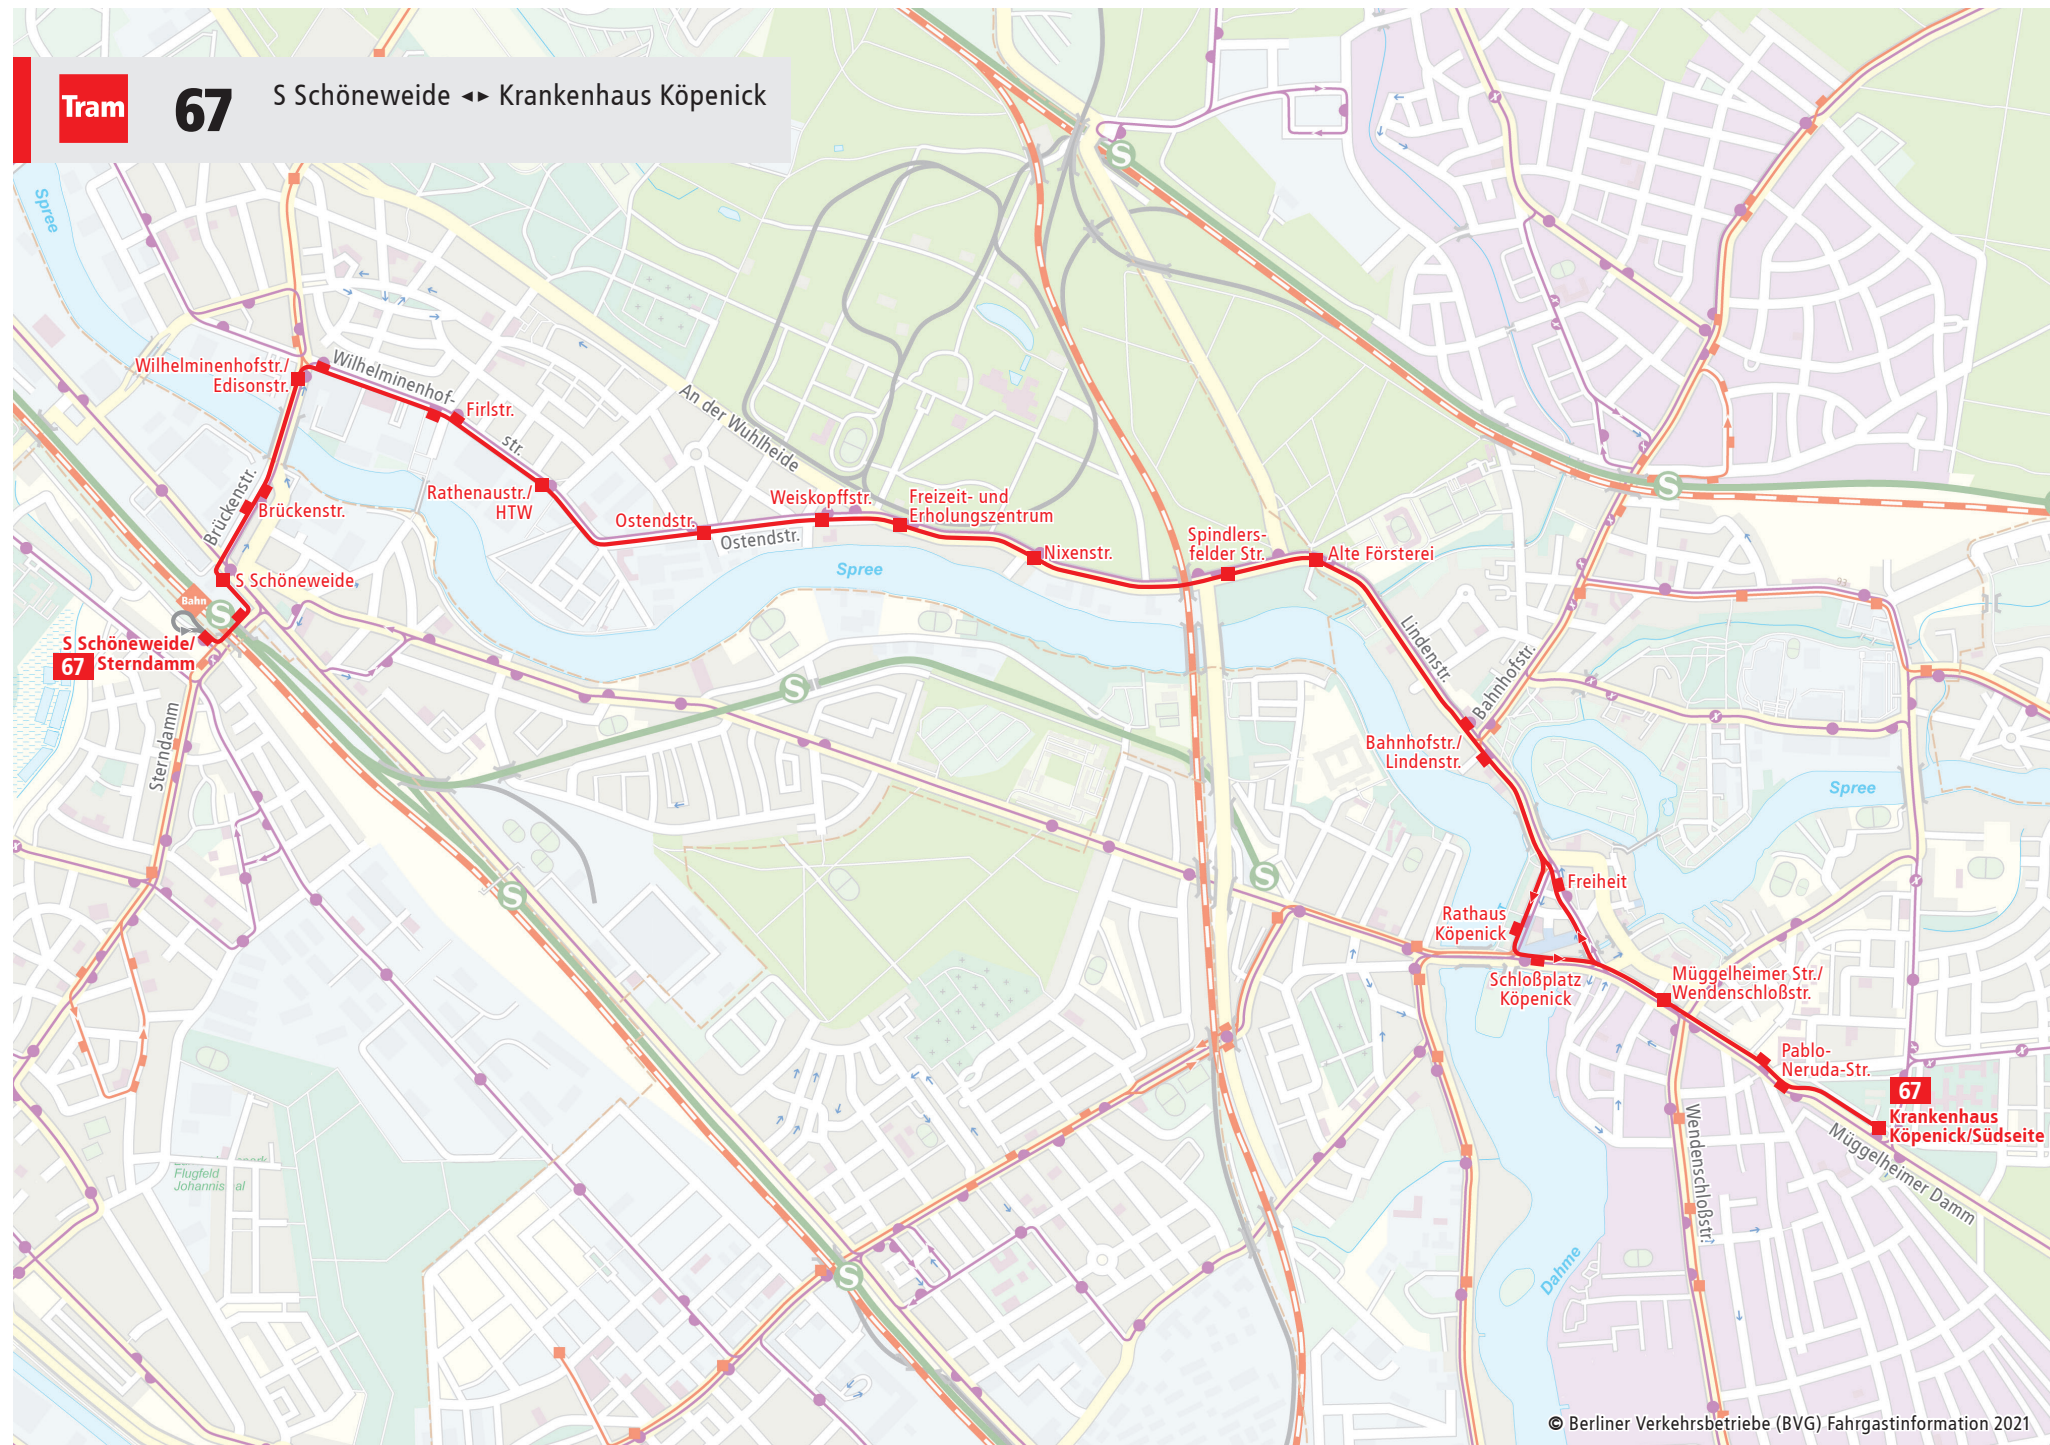 Tram
67
S Schöneweide ◂▸ Krankenhaus Köpenick
Spree
Wilhelminenhofstr./
Edisonstr.
Wilhelminenhof-
str.
Firlstr.
An der Wuhlheide
Rathenaustr./
HTW
Brückenstr.
Brückenstr.
Ostendstr.
Ostendstr.
Weiskopffstr.
Freizeit- und
Erholungszentrum
Nixenstr.
Spindlers-
felder Str.
Alte Försterei
Spree
S Schöneweide
Bahn
S
S Schöneweide/
67 Sterndamm
Sterndamm
S
S
S
S
S
S
Lindenstr.
Bahnhofstr.
Bahnhofstr./
Lindenstr.
Spree
Freiheit
Rathaus
Köpenick
Schloßplatz
Köpenick
Müggelheimer Str./
Wendenschloßstr.
Pablo-
Neruda-Str.
67
Krankenhaus
Köpenick/Südseite
Müggelheimer Damm
Wendenschloßstr.
Dahme
Flugfeld
© Berliner Verkehrsbetriebe (BVG) Fahrgastinformation 2021